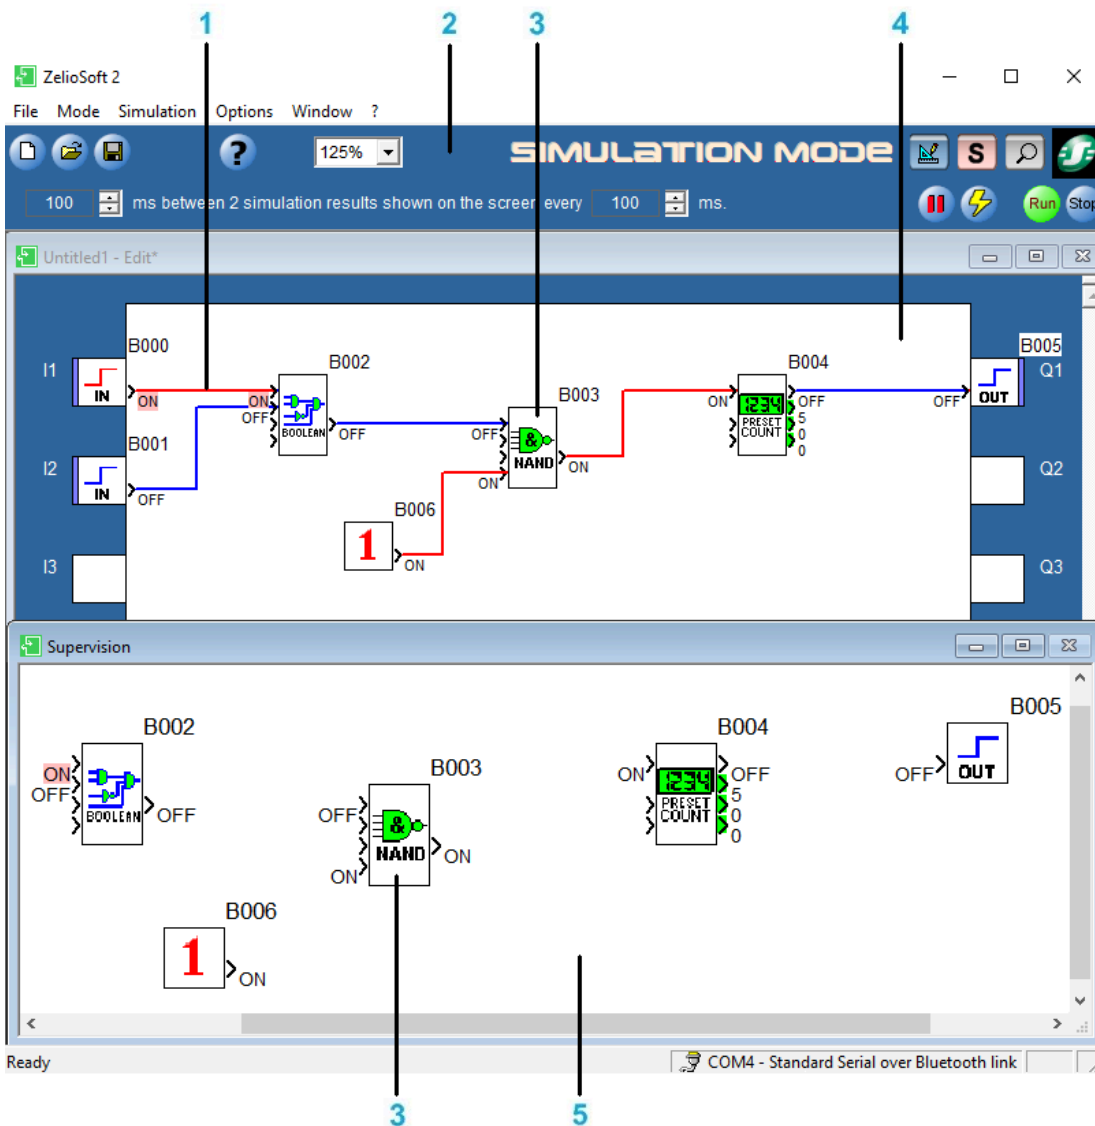 1 2 3 4
ZelioSoft 2
File Mode Simulation Options Window ?
? 125% SIMULATION MODE S
100 ms between 2 simulation results shown on the screen every 100 ms. Run Stop
Untitled1 - Edit*
B000 B002 B004 B005
I1 Q1
IN ON ON OFF BOOLEAN OFF
B003
OFF NAND ON ON
ON 1234 PRESET COUNT OFF 5 0 0
OFF OUT
B001
I2 IN OFF Q2
B006
1 ON
I3 Q3
Supervision
B002 B004 B005
ON OFF BOOLEAN OFF
B003
OFF & NAND ON ON
ON 1234 PRESET COUNT OFF 5 0 0
OFF OUT
B006
1 ON
Ready COM4 - Standard Serial over Bluetooth link
3 5